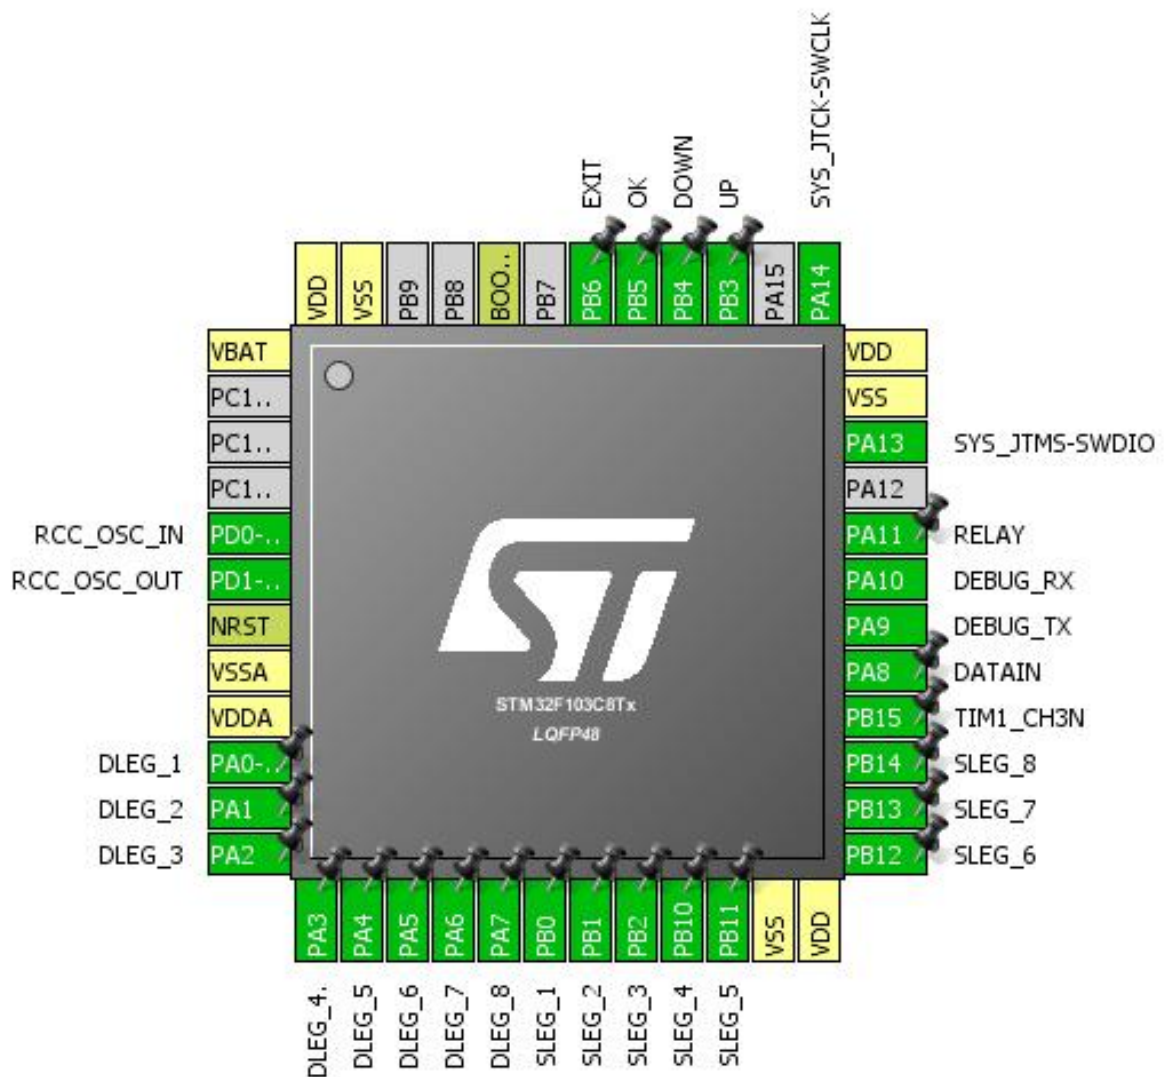 SYS_JTCK-SWCLK
EXIT
OK
DOWN
UP
VDD
VSS
PB9
PB8
BOO..
PB7
PB6
PB5
PB4
PB3
PA15
PA14
VBAT
PC1..
PC1..
PC1..
RCC_OSC_IN PD0-..
RCC_OSC_OUT PD1-..
NRST
VSSA
VDDA
DLEG_1 PA0-..
DLEG_2 PA1
DLEG_3 PA2
VDD
VSS
PA13 SYS_JTMS-SWDIO
PA12
PA11 RELAY
PA10 DEBUG_RX
PA9 DEBUG_TX
PA8 DATAIN
PB15 TIM1_CH3N
PB14 SLEG_8
PB13 SLEG_7
PB12 SLEG_6
ST
STM32F103C8Tx
LQFP48
PA3
PA4
PA5
PA6
PA7
PB0
PB1
PB2
PB10
PB11
VSS
VDD
DLEG_4.
DLEG_5
DLEG_6
DLEG_7
DLEG_8
SLEG_1
SLEG_2
SLEG_3
SLEG_4
SLEG_5